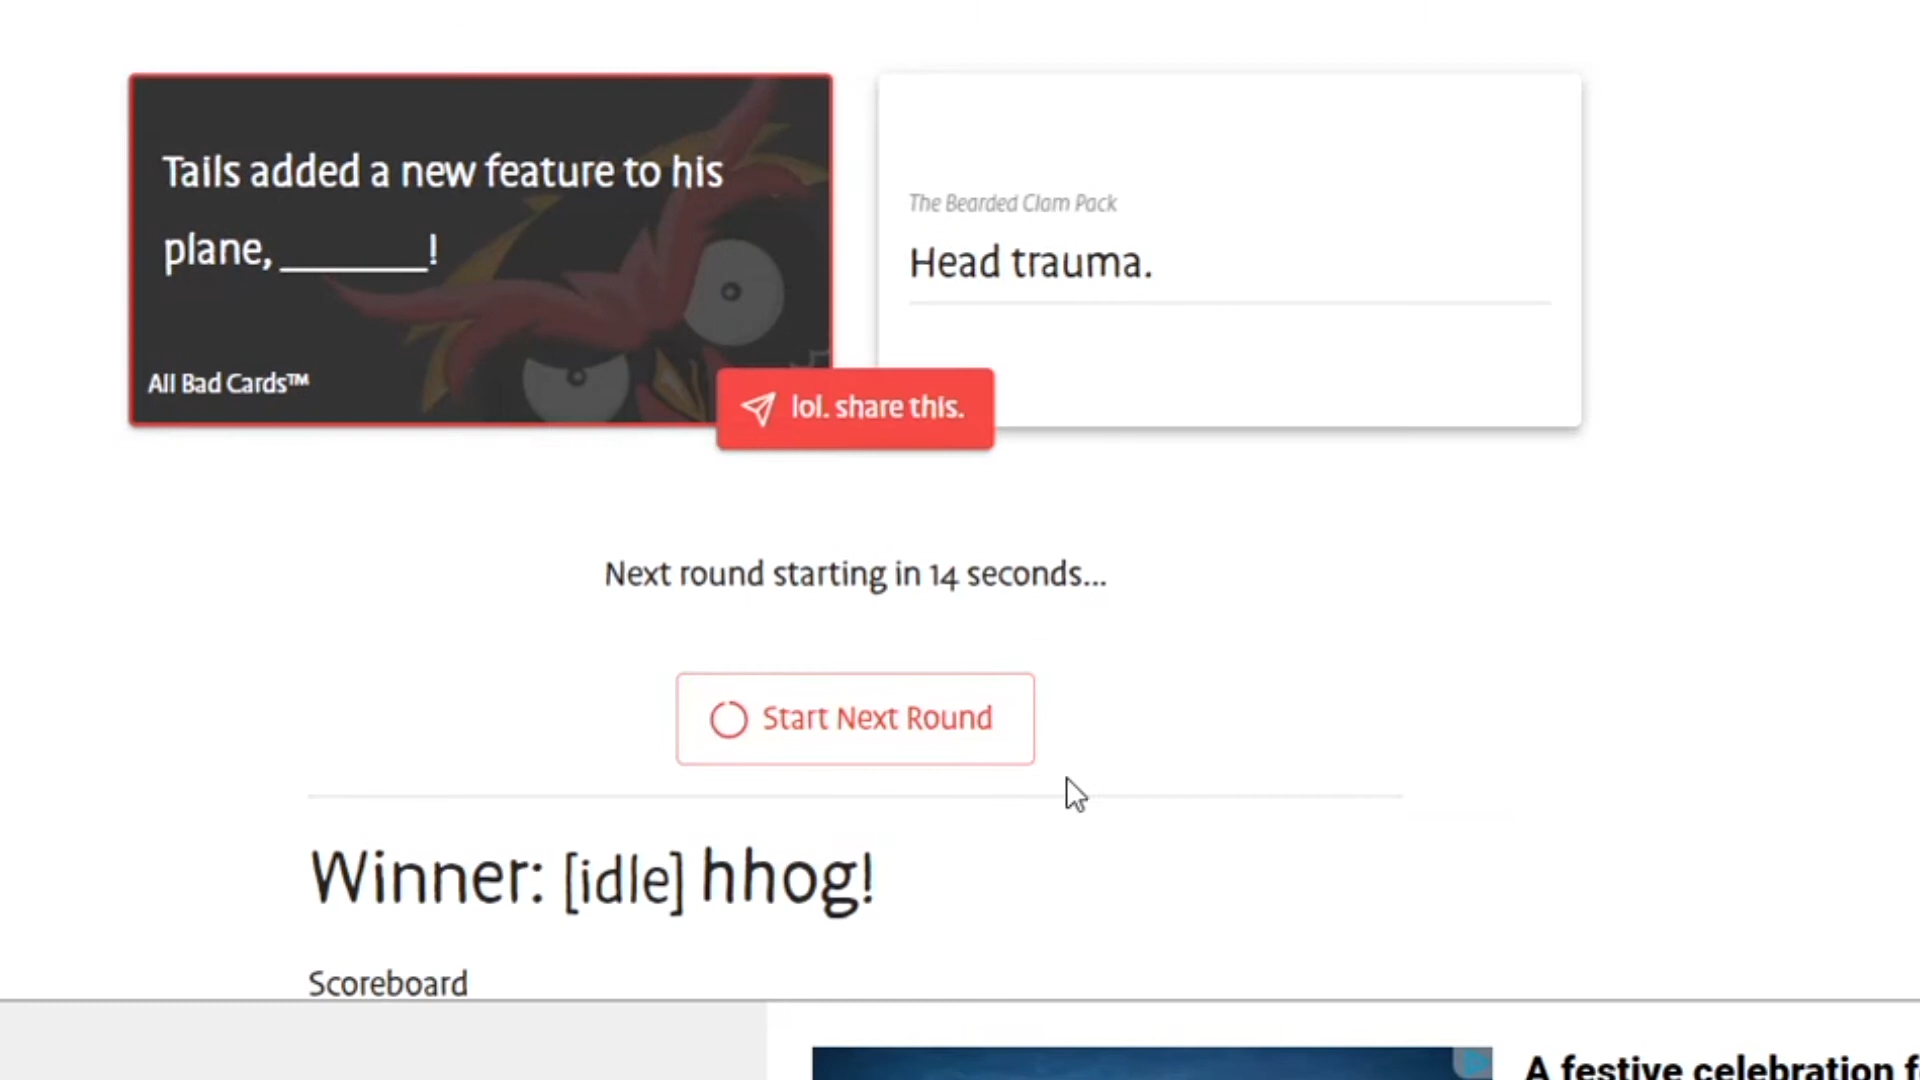 Tails added a new feature to his
plane, _______!
All Bad Cards™
The Bearded Clam Pack
Head trauma.
lol. share this.
Next round starting in 14 seconds...
Start Next Round
Winner: [idle] hhog!
Scoreboard
A festive celebration f